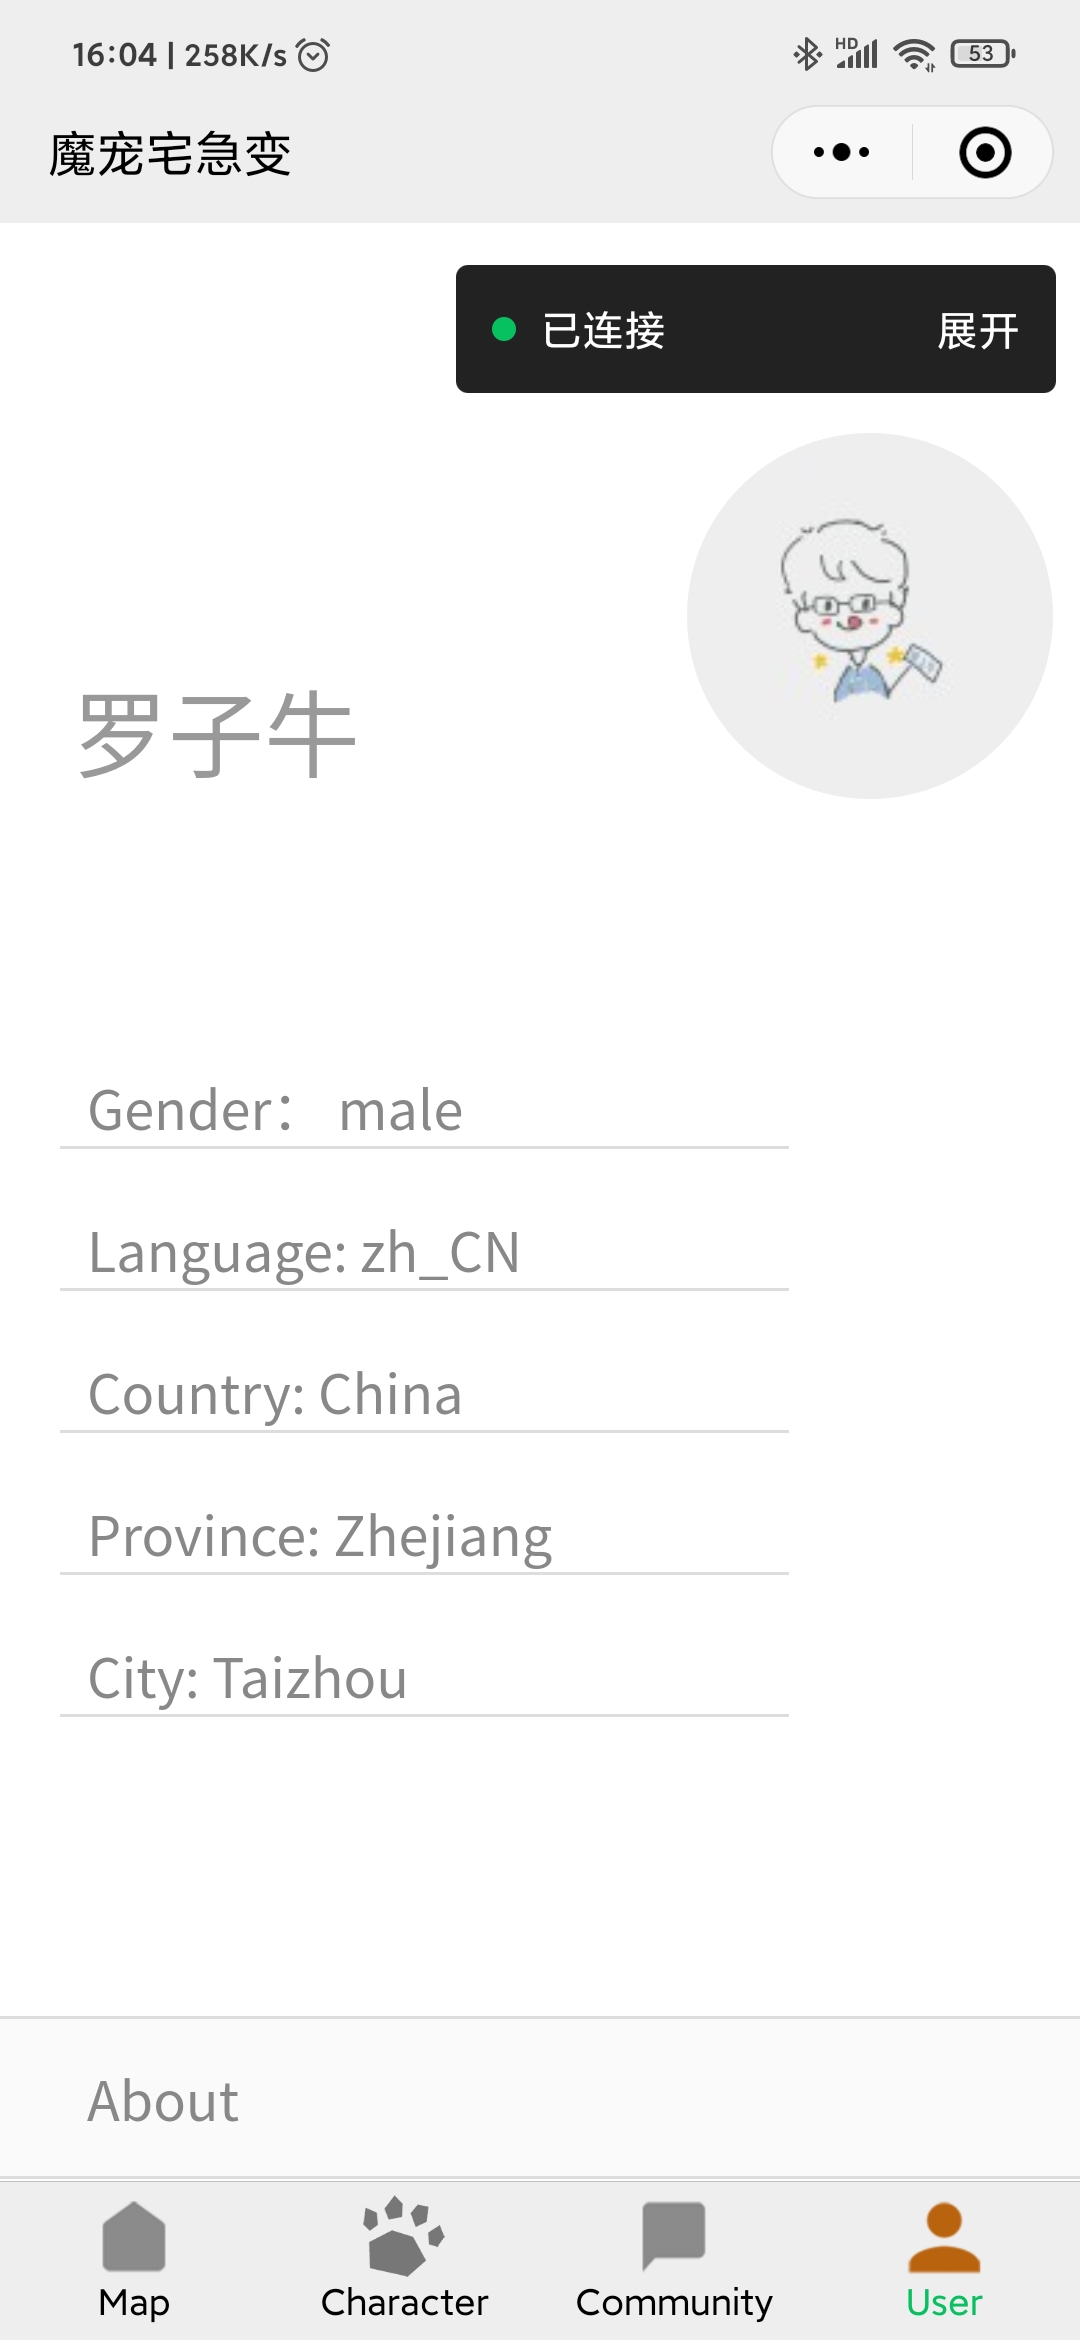 16:04 | 258K/s
HD
53
魔宠宅急变
已连接 展开
罗子牛
Gender： male
Language: zh_CN
Country: China
Province: Zhejiang
City: Taizhou
About
Map Character Community User